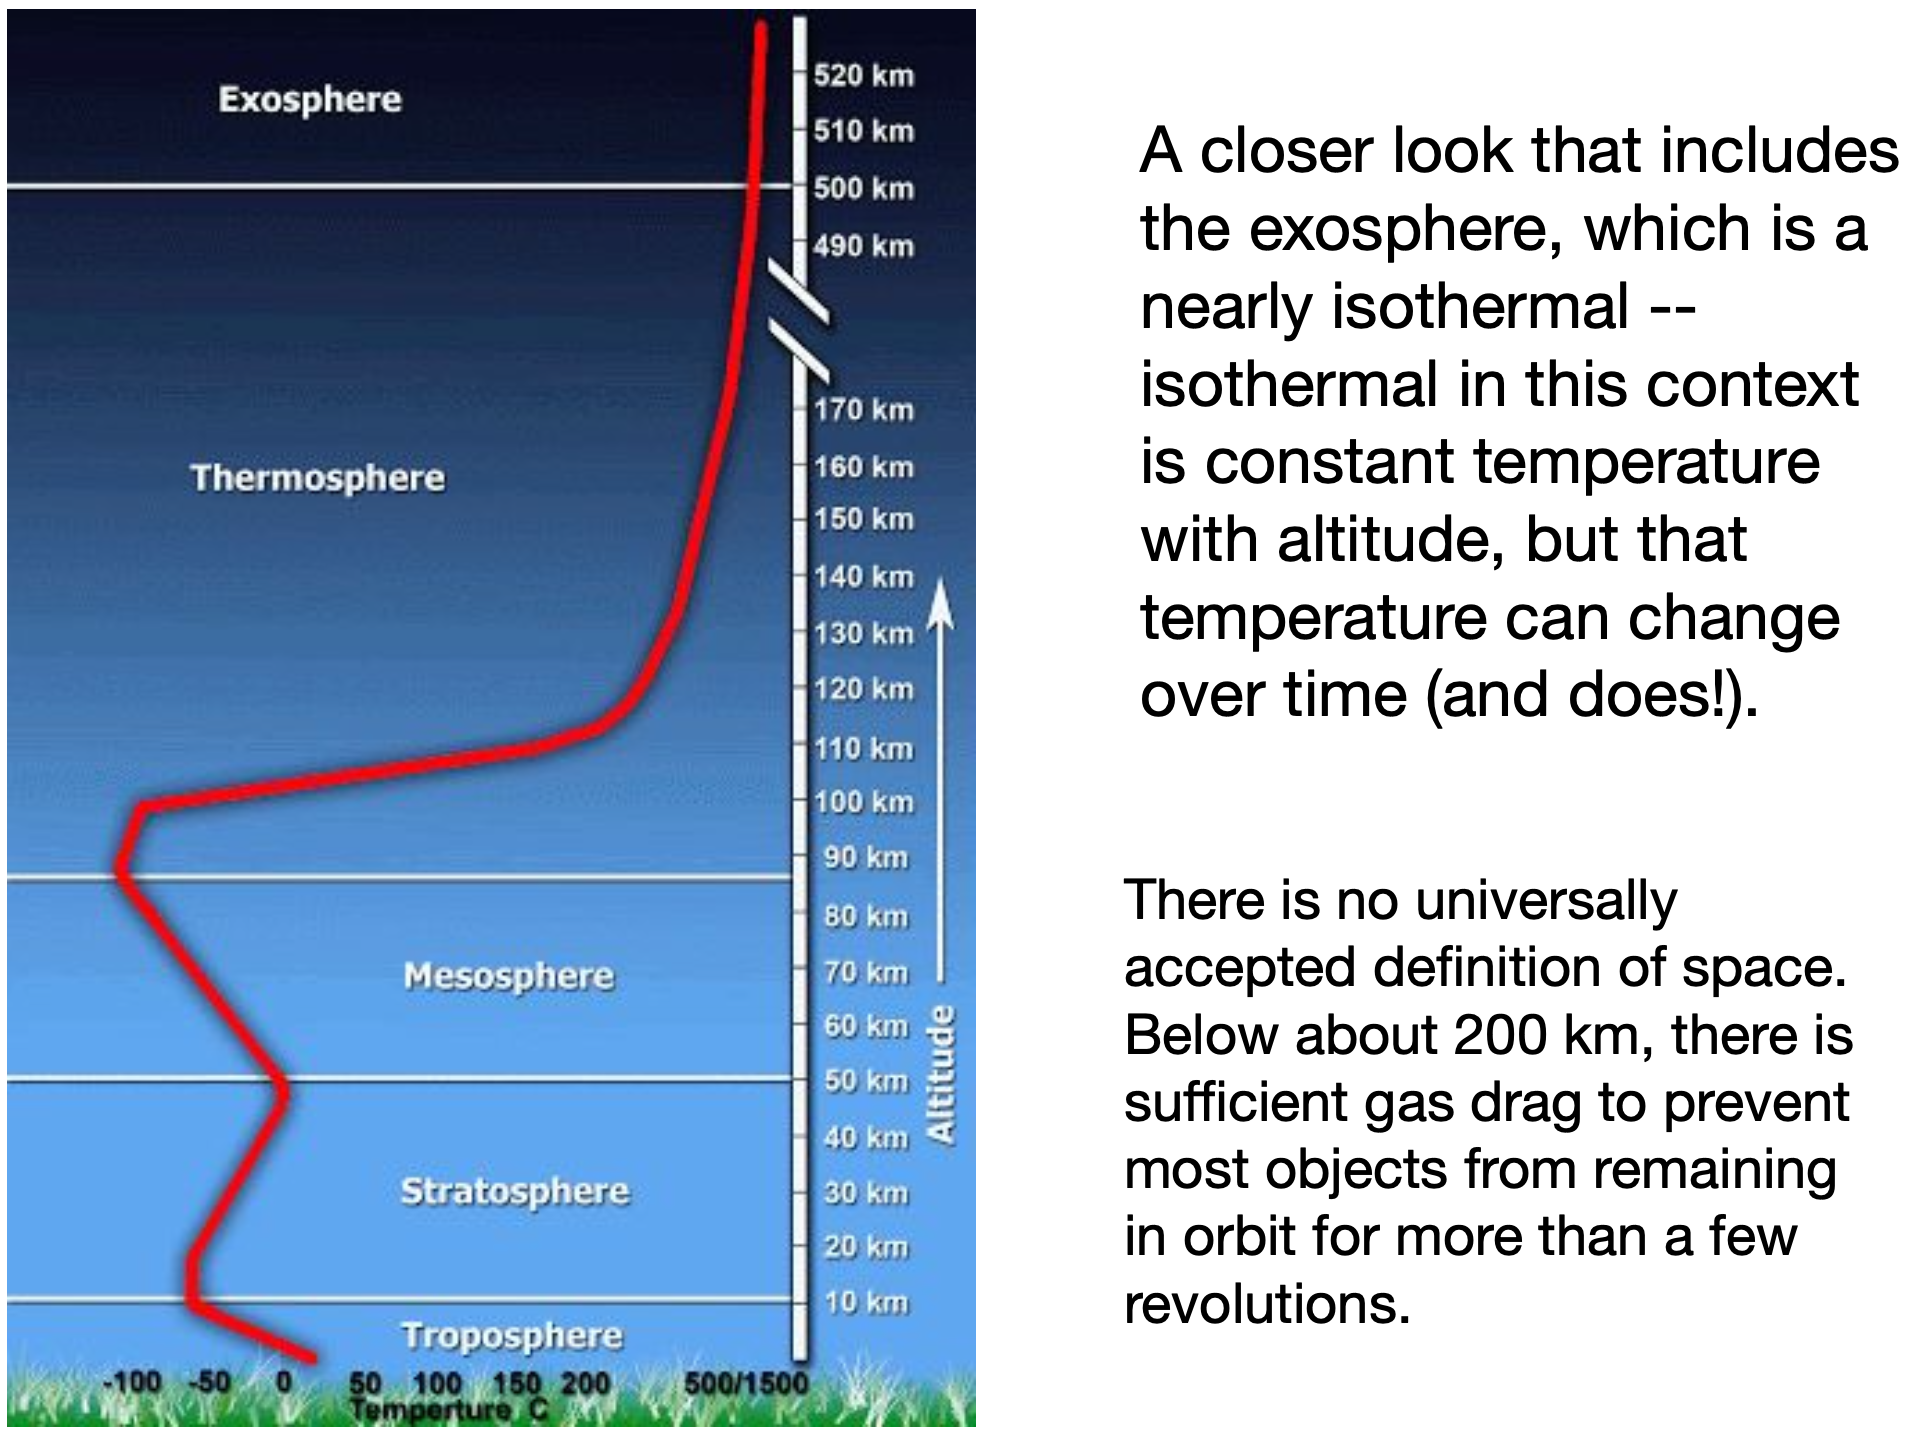 Exosphere
520 km
510 km
500 km
490 km
170 km
Thermosphere
160 km
150 km
140 km
130 km
120 km
110 km
100 km
90 km
80 km
Mesosphere
70 km
60 km
50 km
Altitude
40 km
Stratosphere
30 km
20 km
10 km
Troposphere
-100 -50 0 50 100 150 200 500/1500
Temperture C
A closer look that includes
the exosphere, which is a
nearly isothermal --
isothermal in this context
is constant temperature
with altitude, but that
temperature can change
over time (and does!).
There is no universally
accepted definition of space.
Below about 200 km, there is
sufficient gas drag to prevent
most objects from remaining
in orbit for more than a few
revolutions.